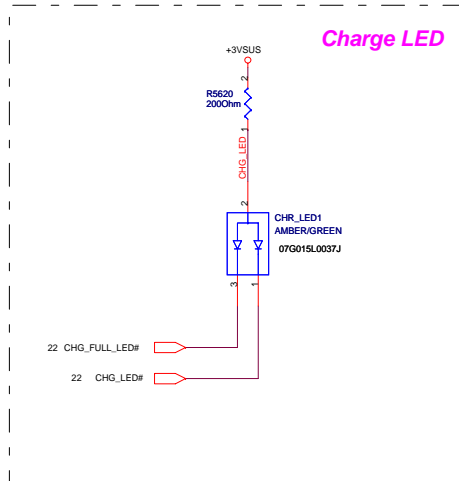 Charge LED
+3VSUS
2
R5620
200Ohm
1
CHG_LED
2
CHR_LED1
AMBER/GREEN
07G015L0037J
3
1
22 CHG_FULL_LED#
22 CHG_LED#